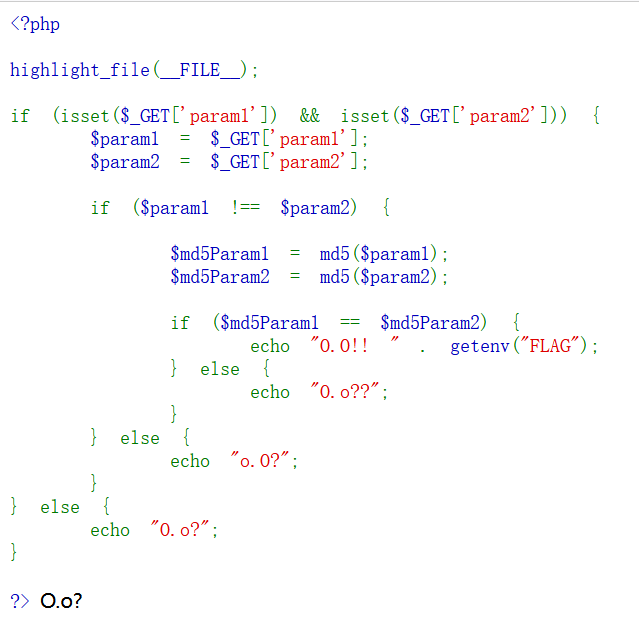 <?php
highlight_file(__FILE__);
if (isset($_GET['param1']) && isset($_GET['param2'])) {
$param1 = $_GET['param1'];
$param2 = $_GET['param2'];
if ($param1 !== $param2) {
$md5Param1 = md5($param1);
$md5Param2 = md5($param2);
if ($md5Param1 == $md5Param2) {
echo "O.O!! " . getenv("FLAG");
} else {
echo "O.o??";
}
} else {
echo "o.O?";
}
} else {
echo "O.o?";
}
?> O.o?